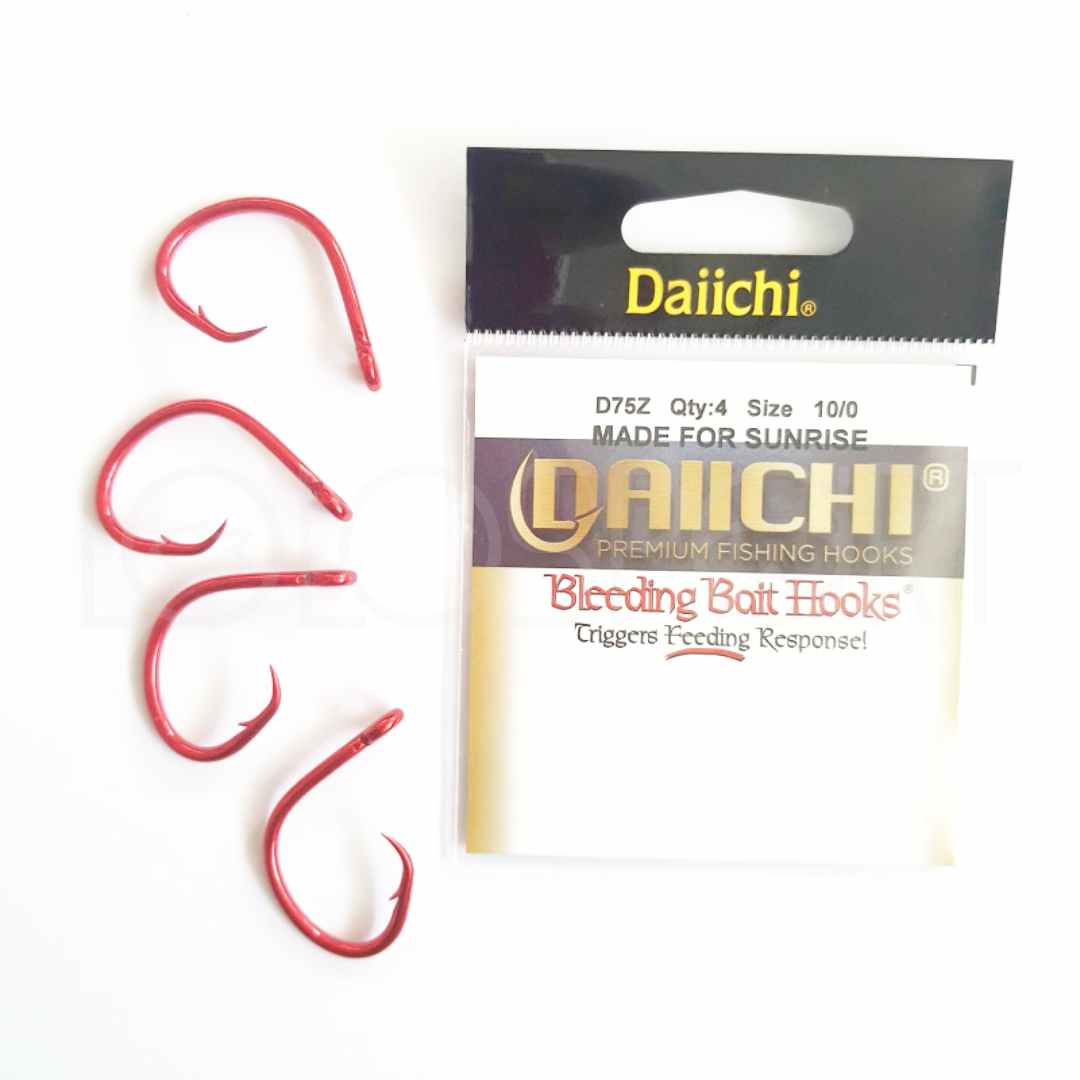 Daiichi®
D75Z Qty:4 Size 10/0
MADE FOR SUNRISE
DAIICHI®
PREMIUM FISHING HOOKS
Bleeding Bait Hooks®
Triggers Feeding Response!